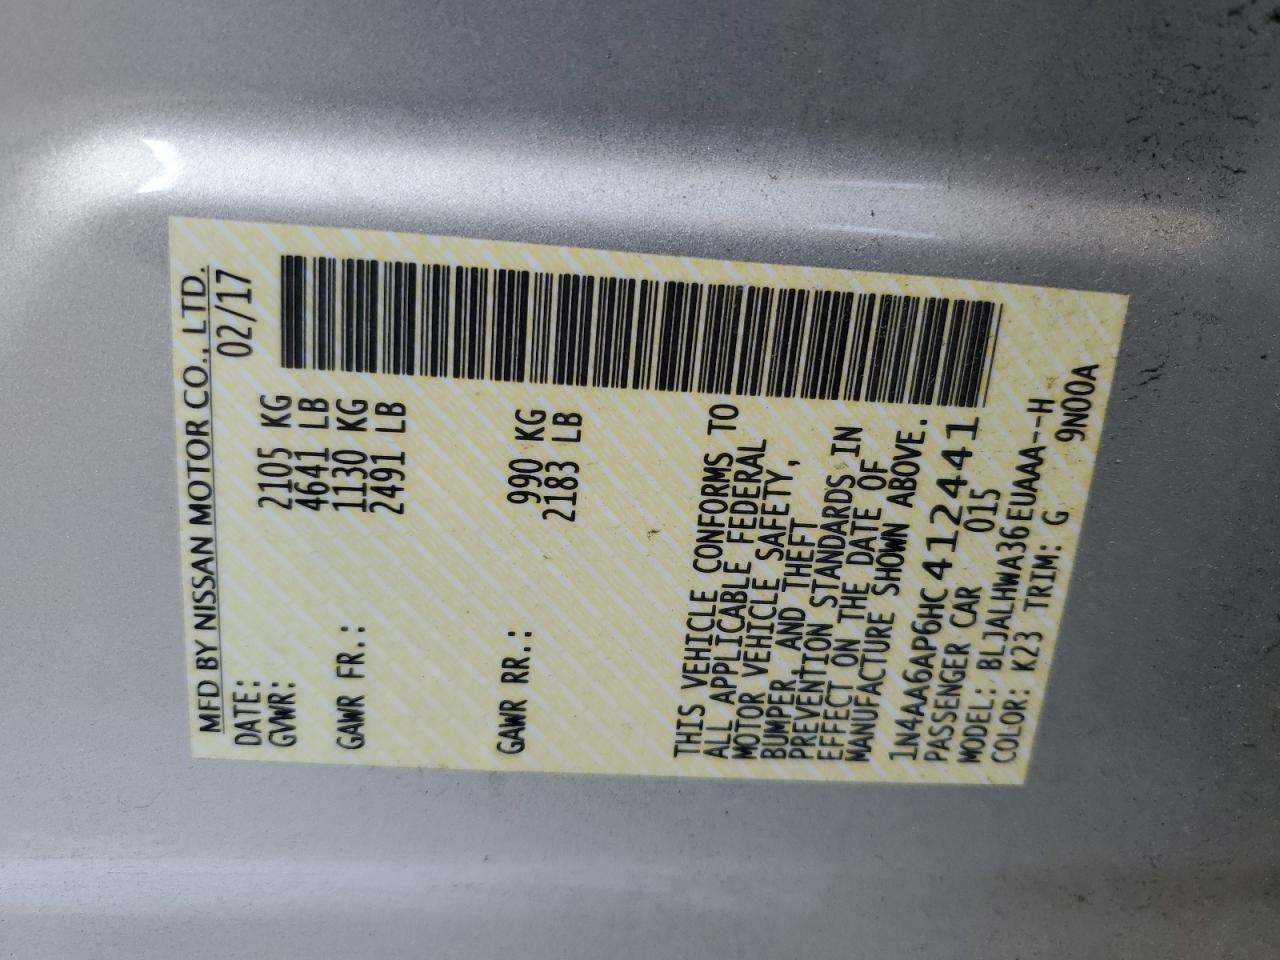 MFD BY NISSAN MOTOR CO., LTD.
DATE: 02/17
GVWR: 2105 KG
4641 LB
GAWR FR.: 1130 KG
2491 LB
GAWR RR.: 990 KG
2183 LB
THIS VEHICLE CONFORMS TO
ALL APPLICABLE FEDERAL
MOTOR VEHICLE SAFETY,
BUMPER, AND THEFT
PREVENTION STANDARDS IN
EFFECT ON THE DATE OF
MANUFACTURE SHOWN ABOVE.
1N4AA6AP6HC412441
PASSENGER CAR 015
MODEL: BLJALHWA36EUAAA--H
COLOR: K23 TRIM: G 9N00A